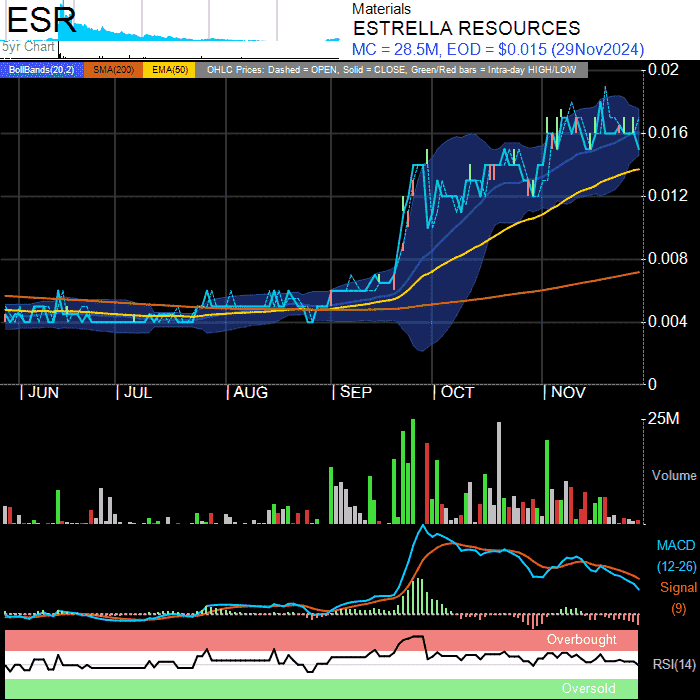 ESR
5yr Chart
Materials
ESTRELLA RESOURCES
MC = 28.5M, EOD = $0.015 (29Nov2024)
BollBands(20,2) SMA(200) EMA(50) OHLC Prices: Dashed = OPEN, Solid = CLOSE, Green/Red bars = Intra-day HIGH/LOW
0.02
0.016
0.012
0.008
0.004
0
| JUN | JUL | AUG | SEP | OCT | NOV
25M
Volume
MACD
(12-26)
Signal
(9)
Overbought
RSI(14)
Oversold